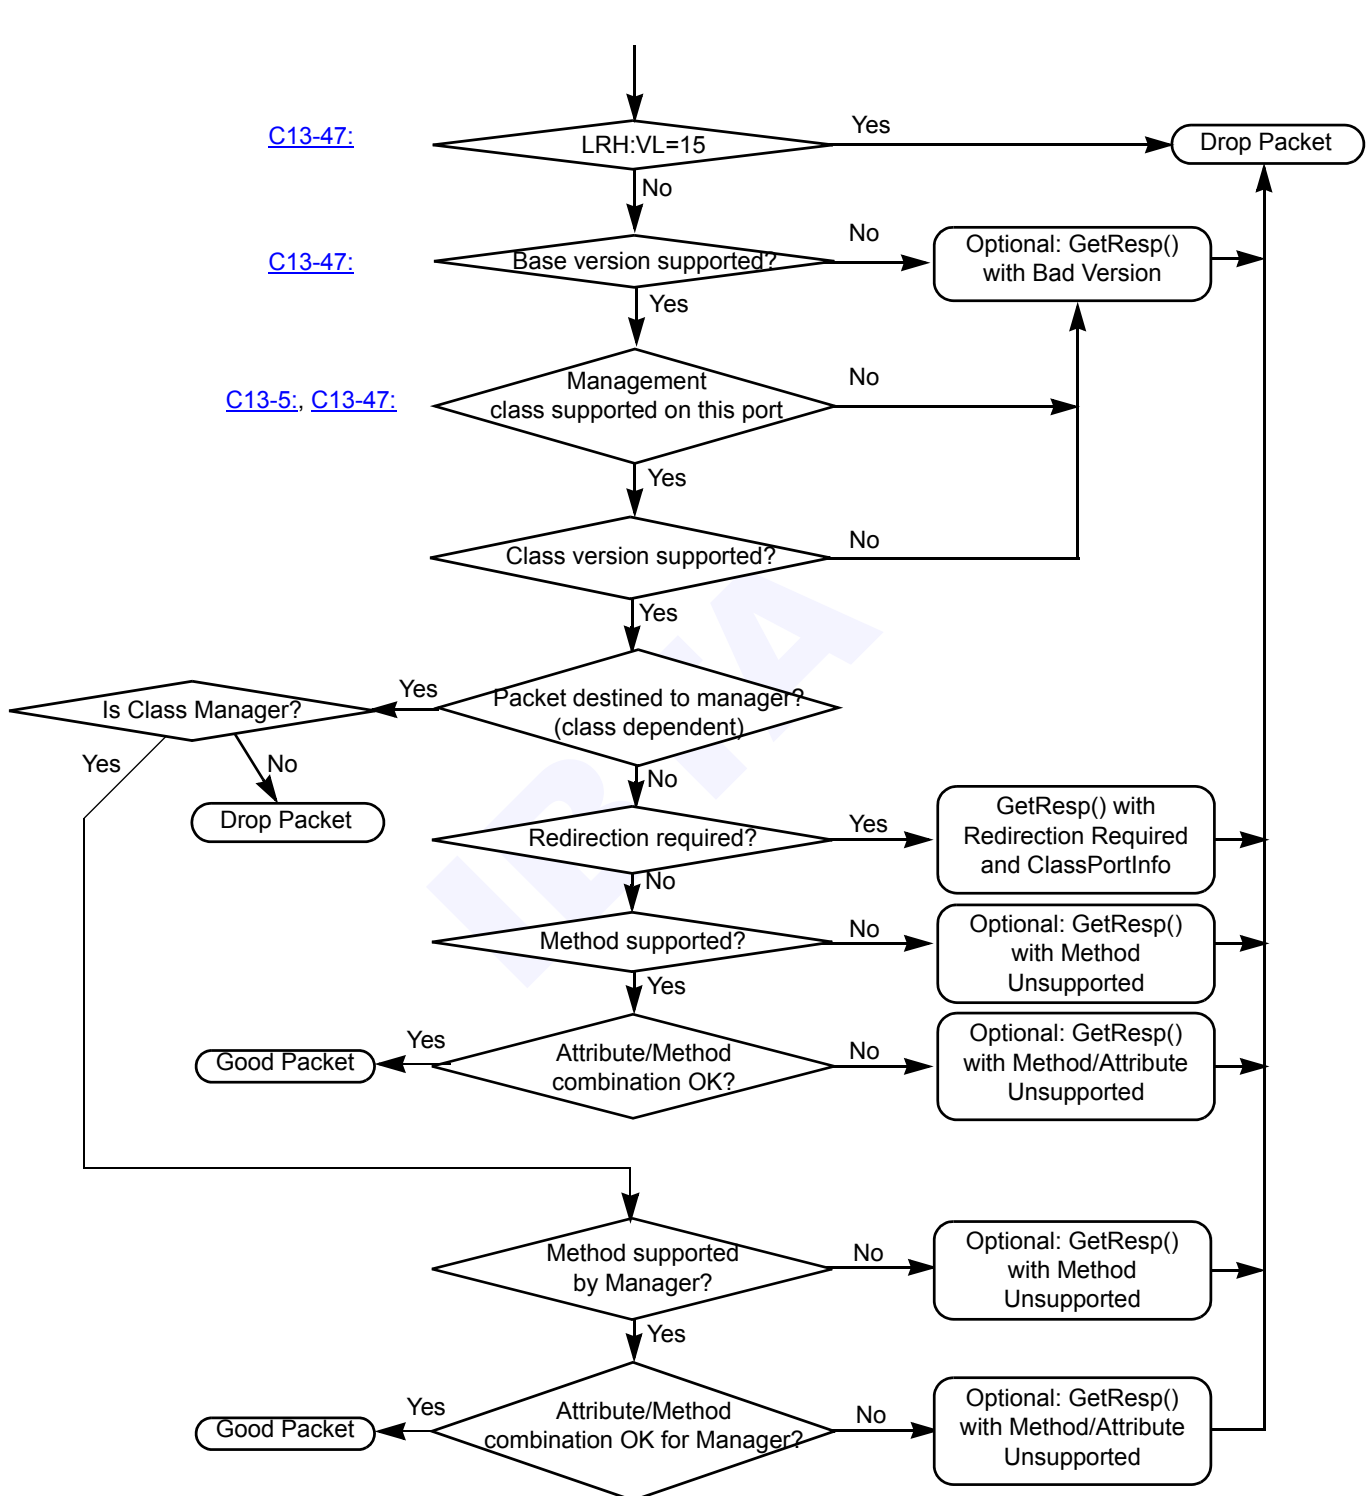 C13-47:
LRH:VL=15
Yes
Drop Packet
No
C13-47:
Base version supported?
No
Optional: GetResp()
with Bad Version
Yes
C13-5:, C13-47:
Management
class supported on this port
No
Yes
Class version supported?
No
Yes
Packet destined to manager?
(class dependent)
Yes
Is Class Manager?
Yes
No
Drop Packet
No
Redirection required?
Yes
GetResp() with
Redirection Required
and ClassPortInfo
No
Method supported?
No
Optional: GetResp()
with Method
Unsupported
Yes
Attribute/Method
combination OK?
Yes
Good Packet
No
Optional: GetResp()
with Method/Attribute
Unsupported
Method supported
by Manager?
No
Optional: GetResp()
with Method
Unsupported
Yes
Attribute/Method
combination OK for Manager?
Yes
Good Packet
No
Optional: GetResp()
with Method/Attribute
Unsupported
IBTA